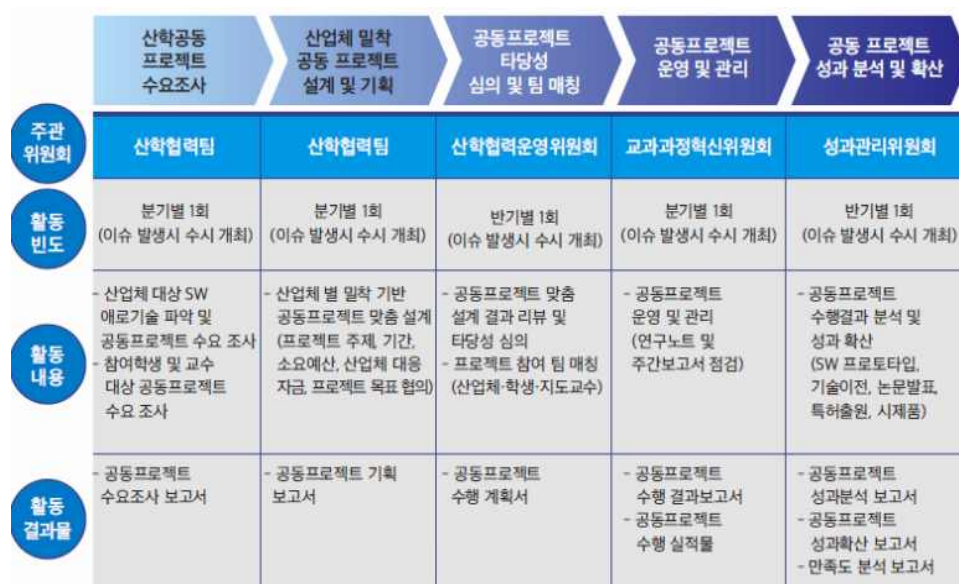 산학공동
프로젝트
수요조사
산업체 밀착
공동 프로젝트
설계 및 기획
공동프로젝트
타당성
심의 및 팀 매칭
공동프로젝트
운영 및 관리
공동 프로젝트
성과 분석 및 확산
주관
위원회
산학협력팀
산학협력팀
산학협력운영위원회
교과과정혁신위원회
성과관리위원회
활동
빈도
분기별 1회
(이슈 발생시 수시 개최)
분기별 1회
(이슈 발생시 수시 개최)
반기별 1회
(이슈 발생시 수시 개최)
분기별 1회
(이슈 발생시 수시 개최)
반기별 1회
(이슈 발생시 수시 개최)
활동
내용
- 산업체 대상 SW
애로기술 파악 및
공동프로젝트 수요 조사
- 참여학생 및 교수
대상 공동프로젝트
수요 조사
- 산업체 별 밀착 기반
공동프로젝트 맞춤 설계
(프로젝트 주제, 기간,
소요예산, 산업체 대응
자금, 프로젝트 목표 협의)
- 공동프로젝트 맞춤
설계 결과 리뷰 및
타당성 심의
- 프로젝트 참여 팀 매칭
(산업체·학생·지도교수)
- 공동프로젝트
운영 및 관리
(연구노트 및
주간보고서 점검)
- 공동프로젝트
수행결과 분석 및
성과 확산
(SW 프로토타입,
기술이전, 논문발표,
특허출원, 시제품)
활동
결과물
- 공동프로젝트
수요조사 보고서
- 공동프로젝트 기획
보고서
- 공동프로젝트
수행 계획서
- 공동프로젝트
수행 결과보고서
- 공동프로젝트
수행 실적물
- 공동프로젝트
성과분석 보고서
- 공동프로젝트
성과확산 보고서
- 만족도 분석 보고서